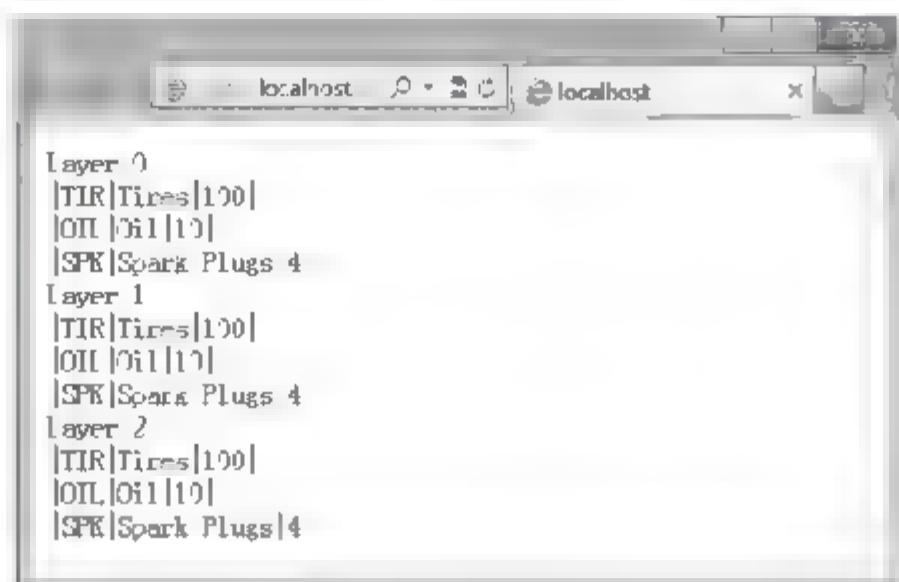 localhost localhost
Layer 0
|TIR|Tires|100|
|OIL|Oil|10|
|SPK|Spark Plugs 4
Layer 1
|TIR|Tires|100|
|OIL|Oil|10|
|SPK|Spark Plugs 4
Layer 2
|TIR|Tires|100|
|OIL|Oil|10|
|SPK|Spark Plugs|4